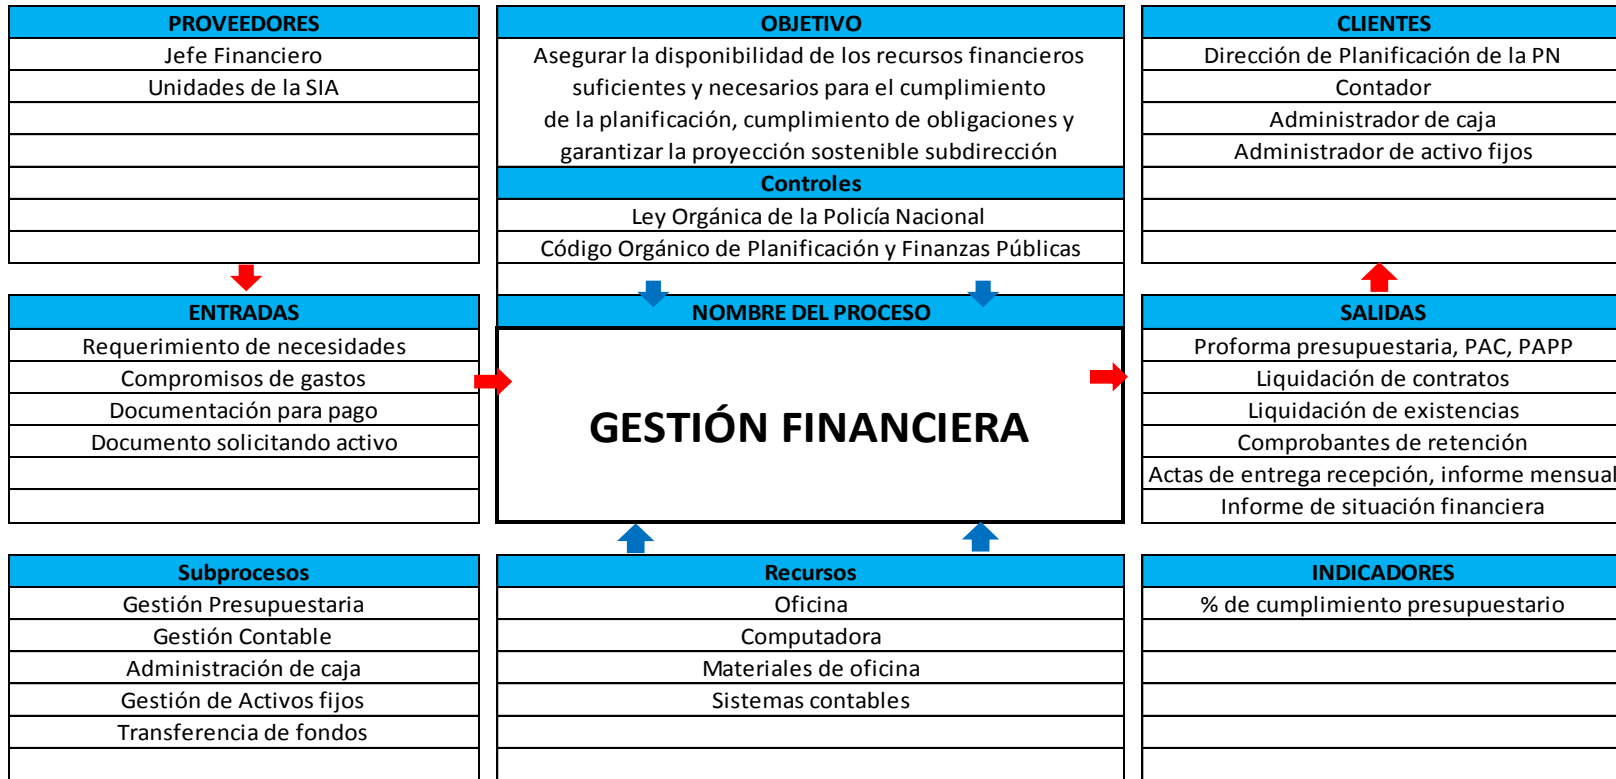 PROVEEDORES
Jefe Financiero
Unidades de la SIA
OBJETIVO
Asegurar la disponibilidad de los recursos financieros
suficientes y necesarios para el cumplimiento
de la planificación, cumplimiento de obligaciones y
garantizar la proyección sostenible subdirección
Controles
Ley Orgánica de la Policía Nacional
Código Orgánico de Planificación y Finanzas Públicas
CLIENTES
Dirección de Planificación de la PN
Contador
Administrador de caja
Administrador de activo fijos
ENTRADAS
Requerimiento de necesidades
Compromisos de gastos
Documentación para pago
Documento solicitando activo
NOMBRE DEL PROCESO
GESTIÓN FINANCIERA
SALIDAS
Proforma presupuestaria, PAC, PAPP
Liquidación de contratos
Liquidación de existencias
Comprobantes de retención
Actas de entrega recepción, informe mensual
Informe de situación financiera
Subprocesos
Gestión Presupuestaria
Gestión Contable
Administración de caja
Gestión de Activos fijos
Transferencia de fondos
Recursos
Oficina
Computadora
Materiales de oficina
Sistemas contables
INDICADORES
% de cumplimiento presupuestario